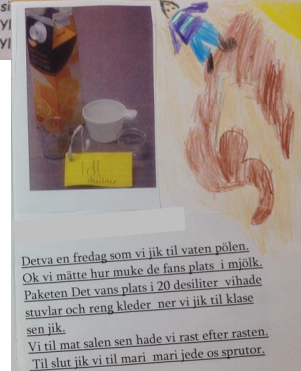 1 dl
Detva en fredag som vi jik til vaten pölen.
Ok vi mätte hur muke de fans plats i mjölk.
Paketen Det vans plats i 20 desiliter vihade
stuvlar och reng kleder ner vi jik til klase
sen jik.
Vi til mat salen sen hade vi rast efter rasten.
Til slut jik vi til mari mari jede os sprutor.